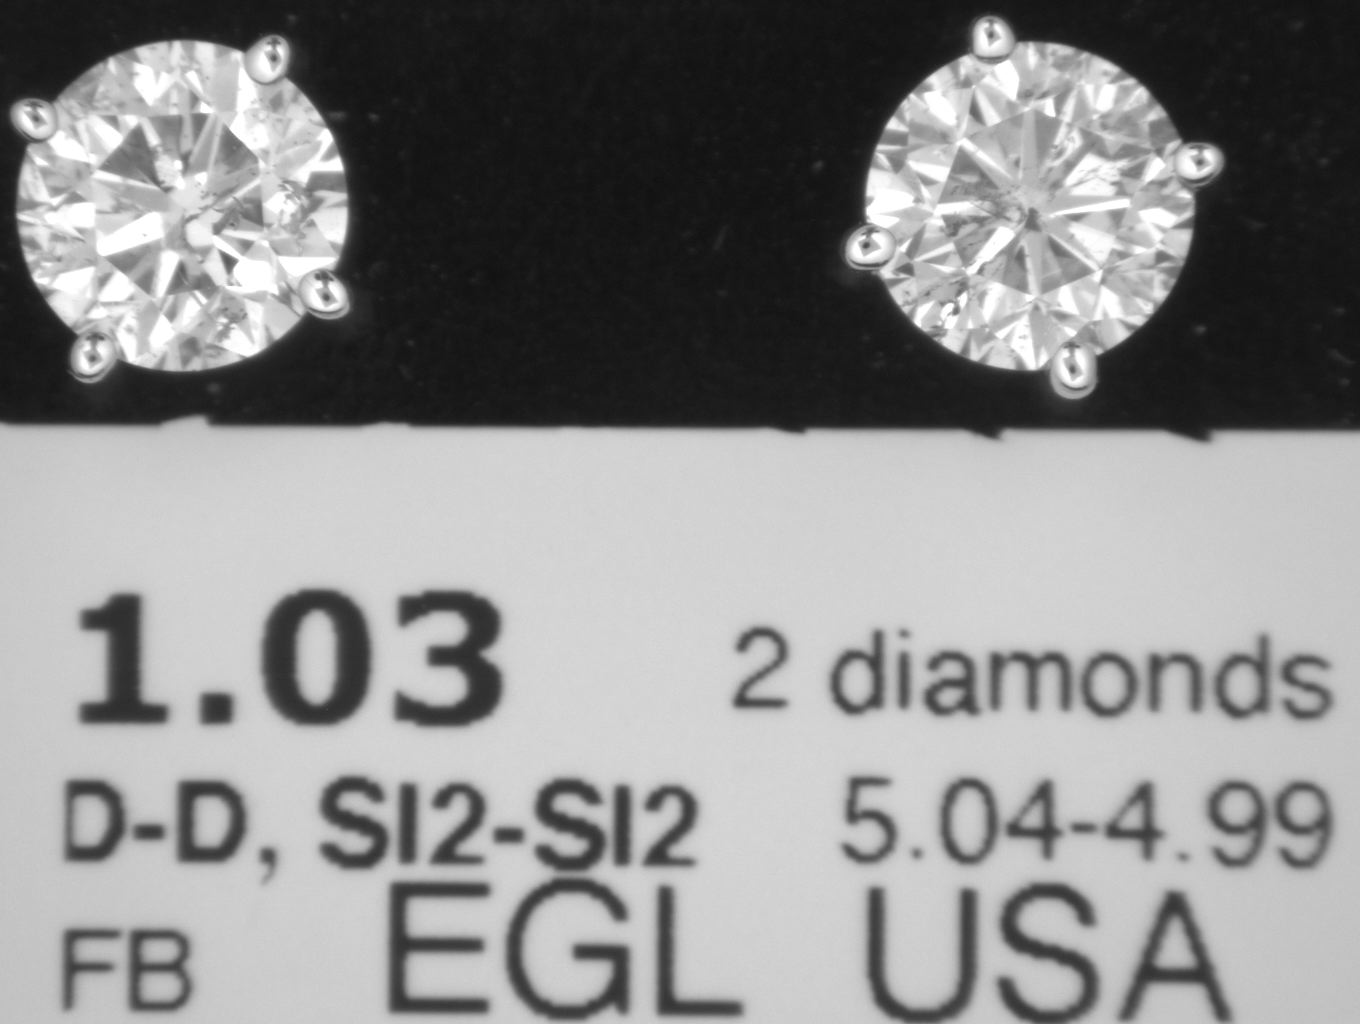 1.03 2 diamonds
D-D, SI2-SI2 5.04-4.99
FB EGL USA